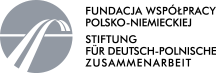 FUNDACJA WSPÓŁPRACY
POLSKO-NIEMIECKIEJ
STIFTUNG
FÜR DEUTSCH-POLNISCHE
ZUSAMMENARBEIT